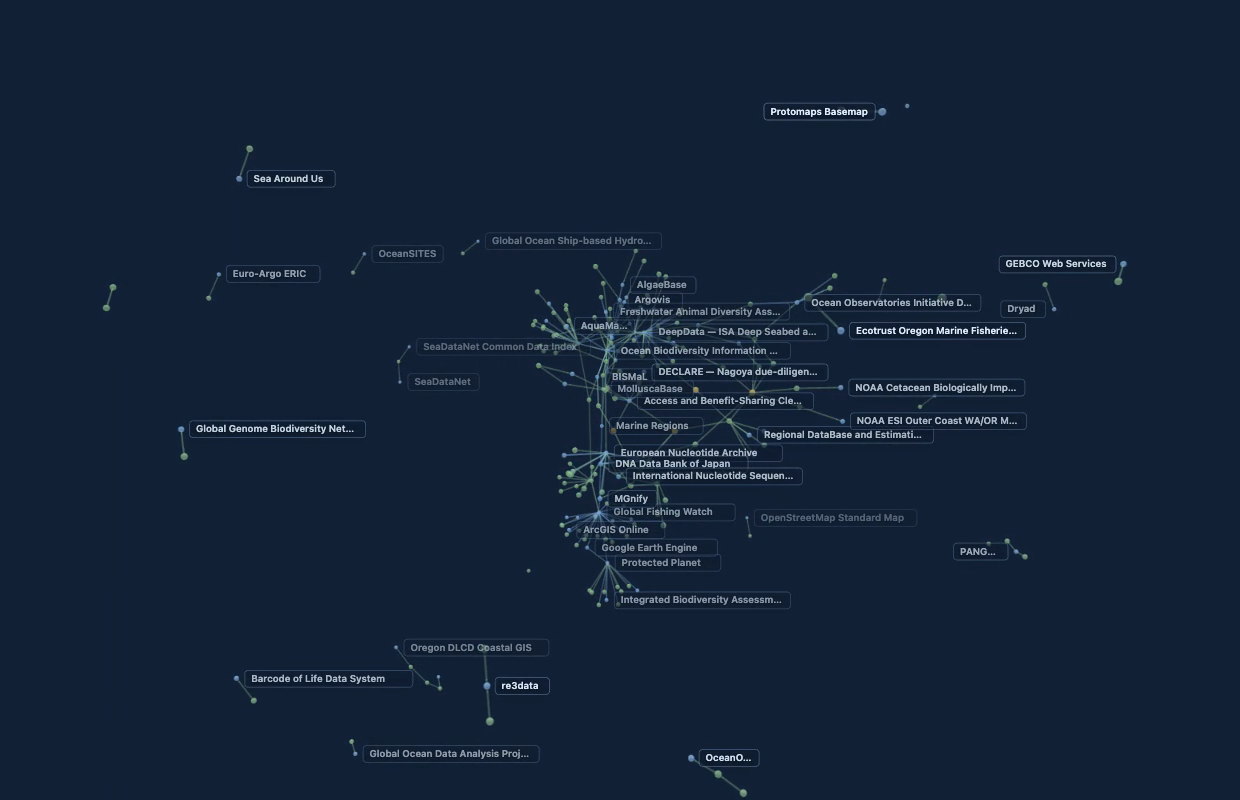 Protomaps Basemap
Sea Around Us
Global Ocean Ship-based Hydro...
OceanSITES
Euro-Argo ERIC
GEBCO Web Services
AlgaeBase
Argovis
Ocean Observatories Initiative D...
Dryad
Freshwater Animal Diversity Ass...
AquaMa...
DeepData — ISA Deep Seabed a...
Ecotrust Oregon Marine Fisherie...
SeaDataNet Common Data Index
Ocean Biodiversity Information ...
DECLARE — Nagoya due-diligen...
BISMaL
SeaDataNet
MolluscaBase
NOAA Cetacean Biologically Imp...
Access and Benefit-Sharing Cle...
NOAA ESI Outer Coast WA/OR M...
Marine Regions
Global Genome Biodiversity Net...
Regional DataBase and Estimati...
European Nucleotide Archive
DNA Data Bank of Japan
International Nucleotide Sequen...
MGnify
Global Fishing Watch
OpenStreetMap Standard Map
ArcGIS Online
Google Earth Engine
PANG...
Protected Planet
Integrated Biodiversity Assessm...
Oregon DLCD Coastal GIS
Barcode of Life Data System
re3data
Global Ocean Data Analysis Proj...
OceanO...